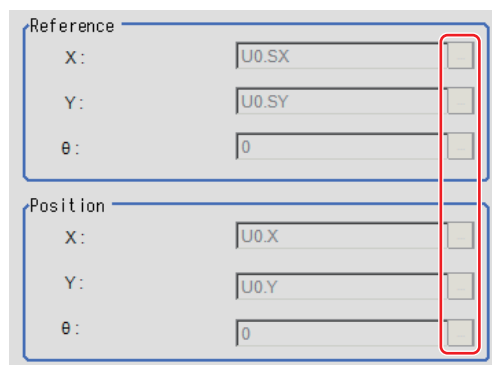 Reference
X: U0.SX
Y: U0.SY
θ: 0
Position
X: U0.X
Y: U0.Y
θ: 0